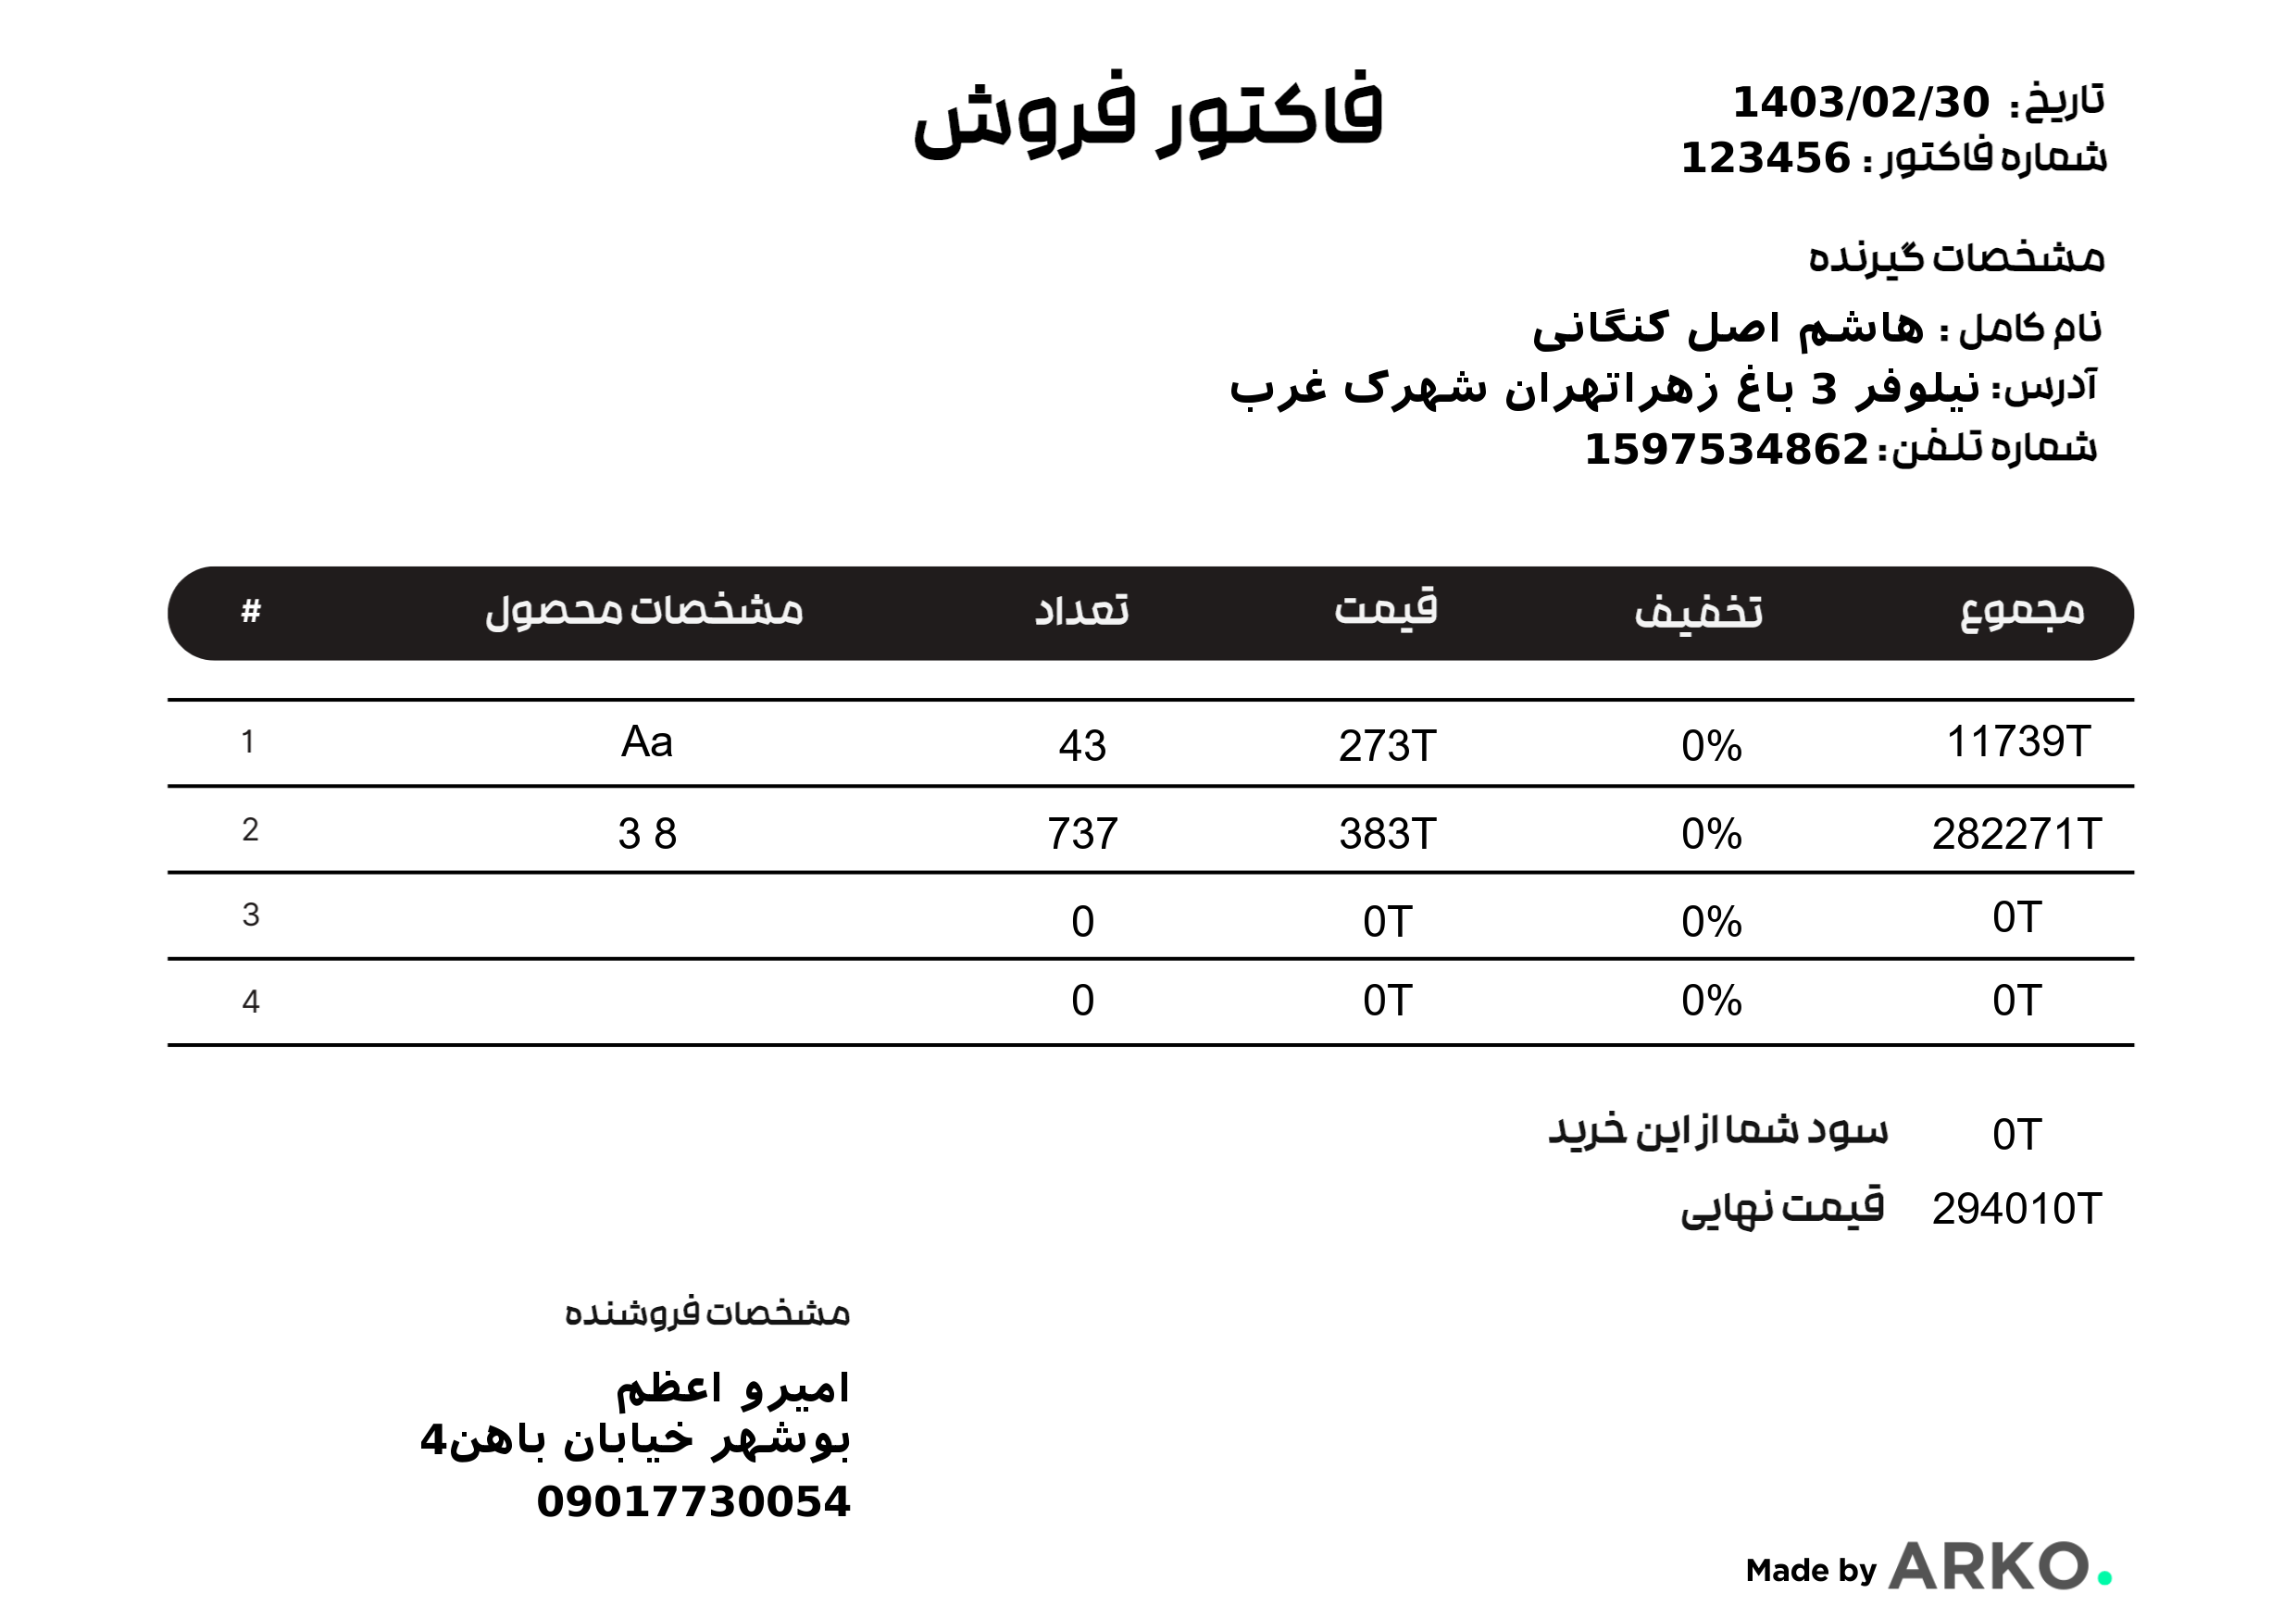 فاکتور فروش
تاریخ: 1403/02/30
شماره فاکتور : 123456
مشخصات گیرنده
نام کامل : هاشم اصل کنگانی
آدرس: نیلوفر 3 باغ زهراتهران شهرک غرب
شماره تلفن: 1597534862
# مشخصات محصول تعداد قیمت تخفیف مجموع
1 Aa 43 273T 0% 11739T
2 3 8 737 383T 0% 282271T
3 0 0T 0% 0T
4 0 0T 0% 0T
سود شما از این خرید 0T
قیمت نهایی 294010T
مشخصات فروشنده
امیرو اعظم
بوشهر خیابان باهن4
09017730054
Made by ARKO.